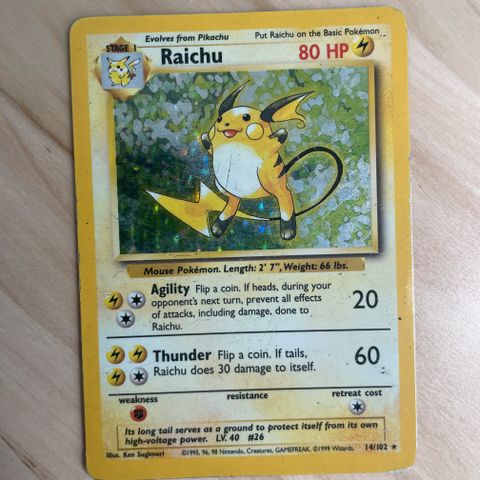 Evolves from Pikachu Put Raichu on the Basic Pokémon
STAGE 1
Raichu 80 HP
Mouse Pokémon. Length: 2' 7", Weight: 66 lbs.
Agility Flip a coin. If heads, during your
opponent's next turn, prevent all effects
of attacks, including damage, done to
Raichu.
20
Thunder Flip a coin. If tails,
Raichu does 30 damage to itself.
60
weakness resistance retreat cost
Its long tail serves as a ground to protect itself from its own
high-voltage power. LV. 40 #26
Illus. Ken Sugimori ©1995, 96, 98 Nintendo, Creatures, GAMEFREAK. ©1999 Wizards. 14/102 ★